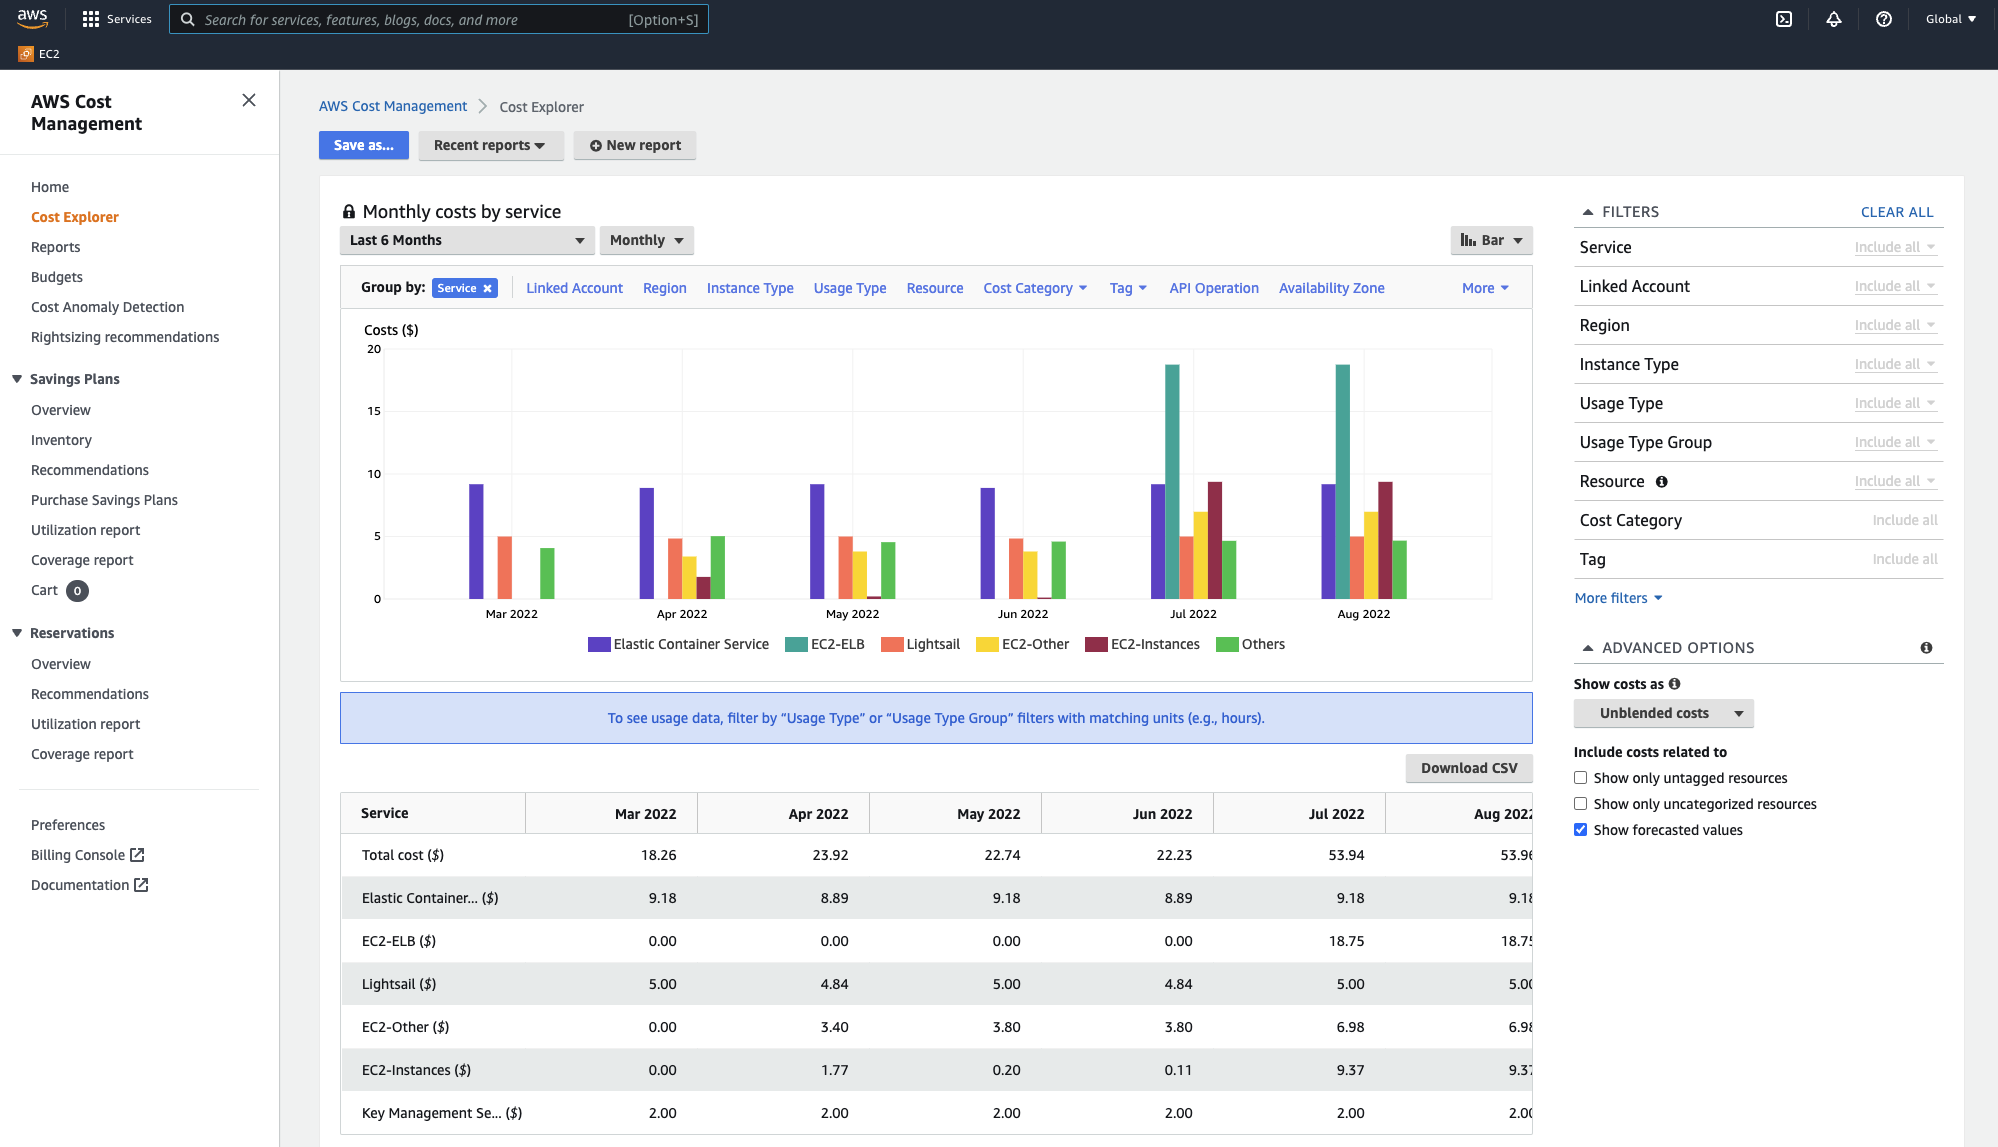 aws
Services
Search for services, features, blogs, docs, and more [Option+S]
Global
EC2
AWS Cost Management
Home
Cost Explorer
Reports
Budgets
Cost Anomaly Detection
Rightsizing recommendations
Savings Plans
Overview
Inventory
Recommendations
Purchase Savings Plans
Utilization report
Coverage report
Cart 0
Reservations
Overview
Recommendations
Utilization report
Coverage report
Preferences
Billing Console
Documentation
AWS Cost Management > Cost Explorer
Save as... Recent reports New report
Monthly costs by service
Last 6 Months Monthly Bar
Group by: Service × Linked Account Region Instance Type Usage Type Resource Cost Category Tag API Operation Availability Zone More
Costs ($)
20
15
10
5
0
Mar 2022 Apr 2022 May 2022 Jun 2022 Jul 2022 Aug 2022
Elastic Container Service EC2-ELB Lightsail EC2-Other EC2-Instances Others
To see usage data, filter by “Usage Type” or “Usage Type Group” filters with matching units (e.g., hours).
Download CSV
Service Mar 2022 Apr 2022 May 2022 Jun 2022 Jul 2022 Aug 2022
Total cost ($) 18.26 23.92 22.74 22.23 53.94 53.96
Elastic Container... ($) 9.18 8.89 9.18 8.89 9.18 9.18
EC2-ELB ($) 0.00 0.00 0.00 0.00 18.75 18.75
Lightsail ($) 5.00 4.84 5.00 4.84 5.00 5.00
EC2-Other ($) 0.00 3.40 3.80 3.80 6.98 6.98
EC2-Instances ($) 0.00 1.77 0.20 0.11 9.37 9.37
Key Management Se... ($) 2.00 2.00 2.00 2.00 2.00 2.00
FILTERS CLEAR ALL
Service Include all
Linked Account Include all
Region Include all
Instance Type Include all
Usage Type Include all
Usage Type Group Include all
Resource Include all
Cost Category Include all
Tag Include all
More filters
ADVANCED OPTIONS
Show costs as
Unblended costs
Include costs related to
Show only untagged resources
Show only uncategorized resources
Show forecasted values